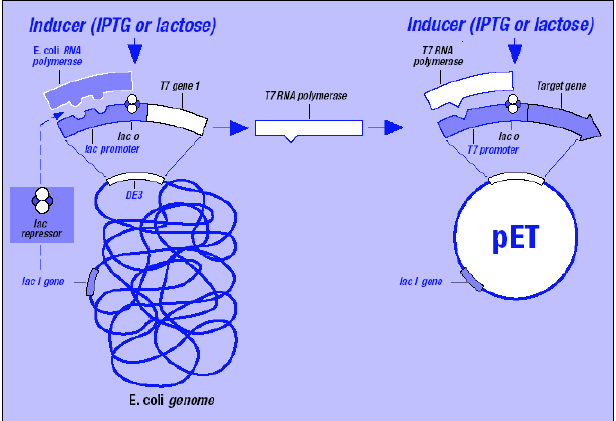 Inducer (IPTG or lactose)
E. coli RNA
polymerase
T7 gene 1
lac o
lac promoter
DE3
lac
repressor
lac I gene
E. coli genome
T7 RNA polymerase
Inducer (IPTG or lactose)
T7 RNA
polymerase
Target gene
lac o
T7 promoter
pET
lac I gene